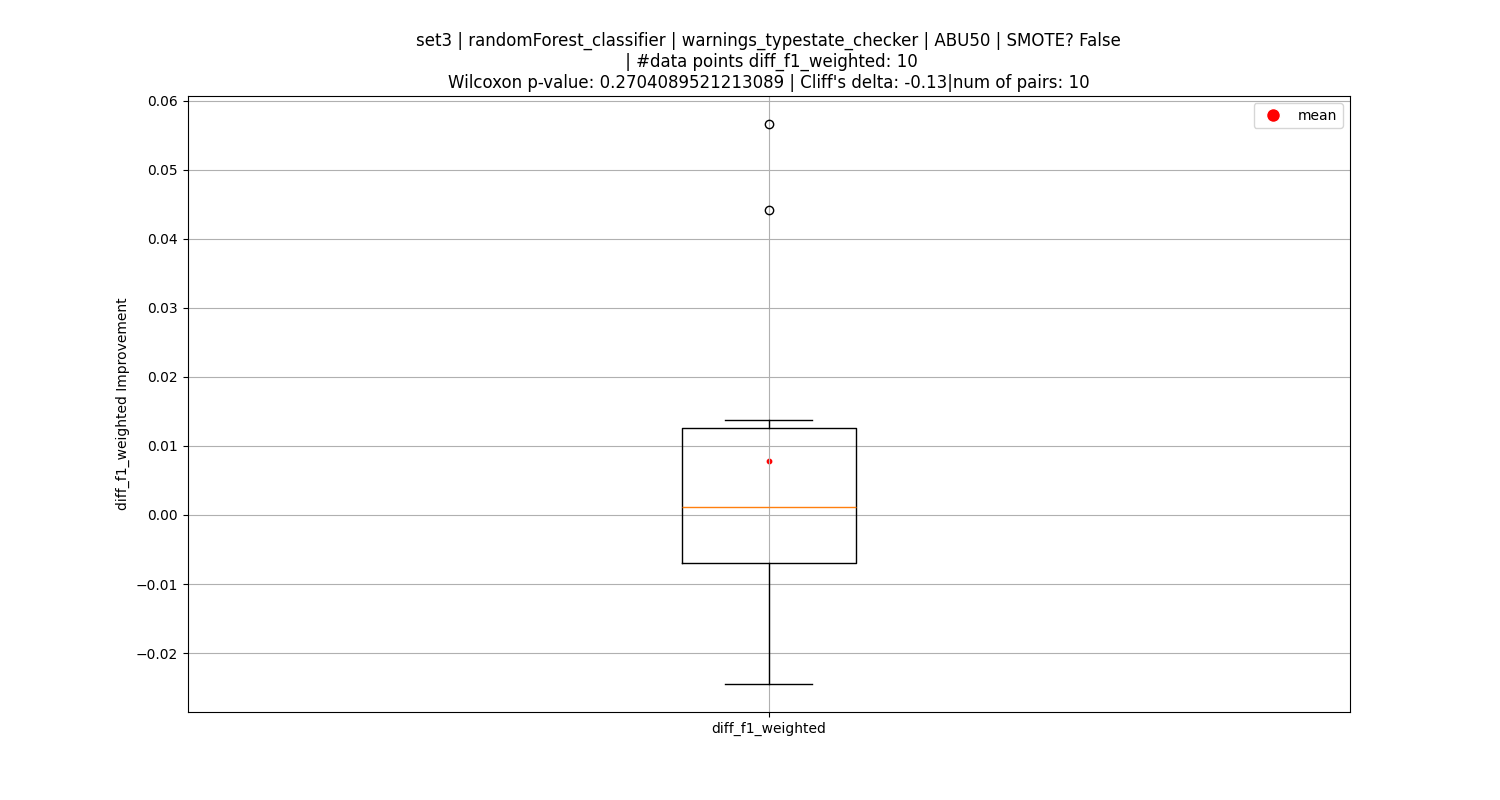 set3 | randomForest_classifier | warnings_typestate_checker | ABU50 | SMOTE? False
| #data points diff_f1_weighted: 10
Wilcoxon p-value: 0.2704089521213089 | Cliff's delta: -0.13|num of pairs: 10
mean
0.06
0.05
0.04
0.03
0.02
0.01
0.00
−0.01
−0.02
diff_f1_weighted Improvement
diff_f1_weighted